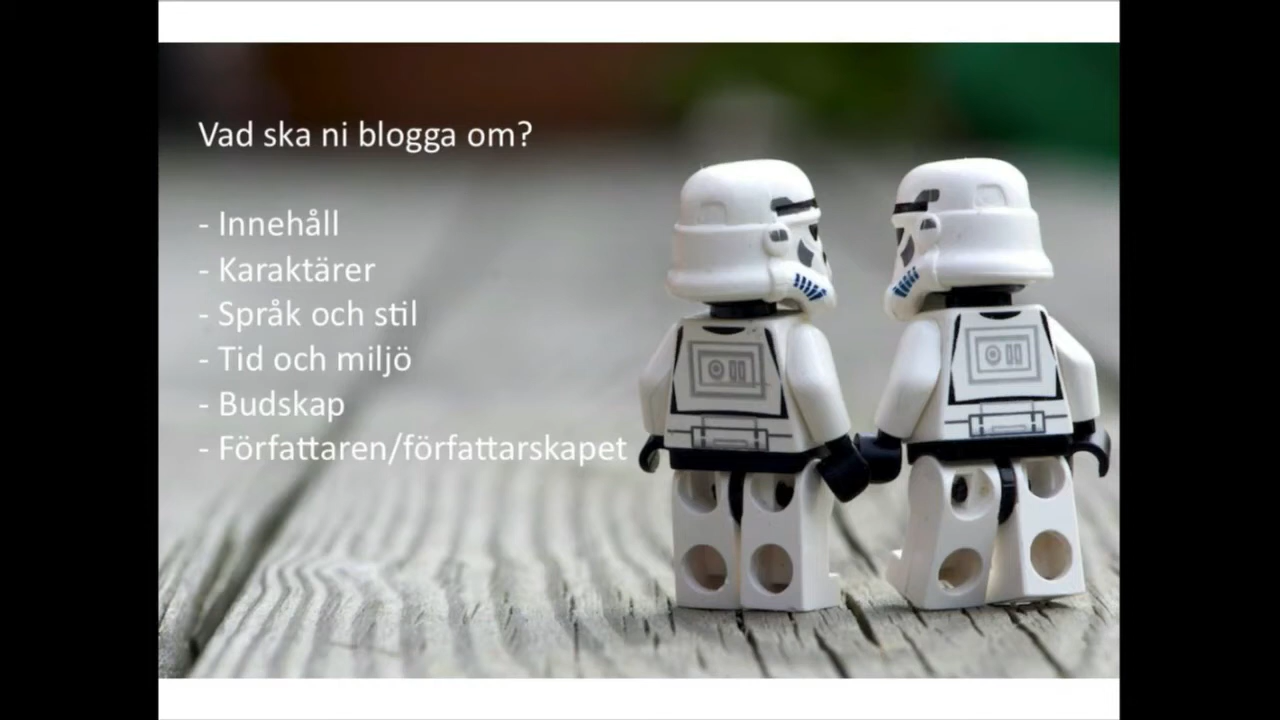 Vad ska ni blogga om?
- Innehåll
- Karaktärer
- Språk och stil
- Tid och miljö
- Budskap
- Författaren/författarskapet